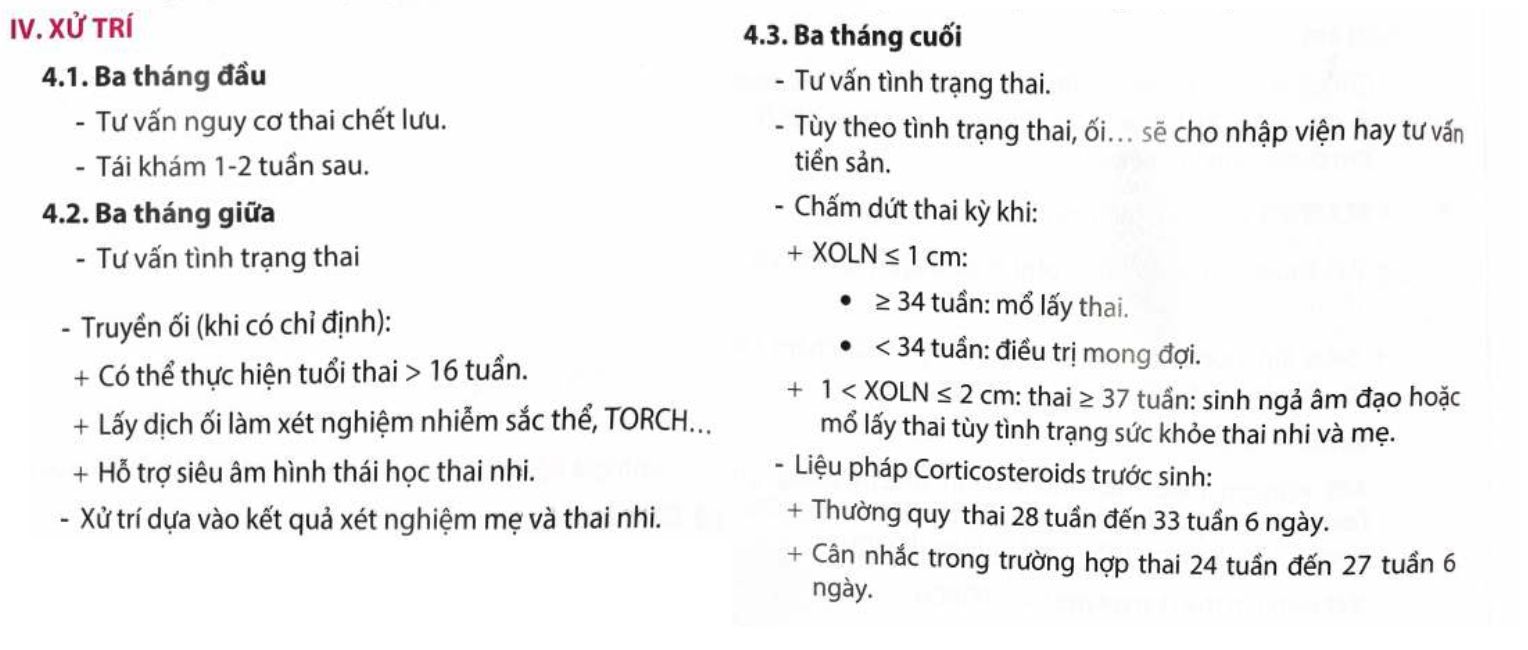 IV. XỬ TRÍ
4.1. Ba tháng đầu
- Tư vấn nguy cơ thai chết lưu.
- Tái khám 1-2 tuần sau.
4.2. Ba tháng giữa
- Tư vấn tình trạng thai
- Truyền ối (khi có chỉ định):
+ Có thể thực hiện tuổi thai > 16 tuần.
+ Lấy dịch ối làm xét nghiệm nhiễm sắc thể, TORCH...
+ Hỗ trợ siêu âm hình thái học thai nhi.
- Xử trí dựa vào kết quả xét nghiệm mẹ và thai nhi.
4.3. Ba tháng cuối
- Tư vấn tình trạng thai.
- Tùy theo tình trạng thai, ối... sẽ cho nhập viện hay tư vấn
tiền sản.
- Chấm dứt thai kỳ khi:
+ XOLN ≤ 1 cm:
• ≥ 34 tuần: mổ lấy thai.
• < 34 tuần: điều trị mong đợi.
+ 1 < XOLN ≤ 2 cm: thai ≥ 37 tuần: sinh ngả âm đạo hoặc
mổ lấy thai tùy tình trạng sức khỏe thai nhi và mẹ.
- Liệu pháp Corticosteroids trước sinh:
+ Thường quy thai 28 tuần đến 33 tuần 6 ngày.
+ Cân nhắc trong trường hợp thai 24 tuần đến 27 tuần 6
ngày.